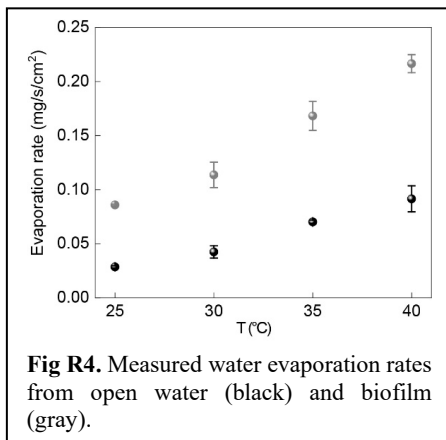 0.25
0.20
0.15
0.10
0.05
0.00
Evaporation rate (mg/s/cm²)
25 30 35 40
T (°C)
Fig R4. Measured water evaporation rates
from open water (black) and biofilm
(gray).